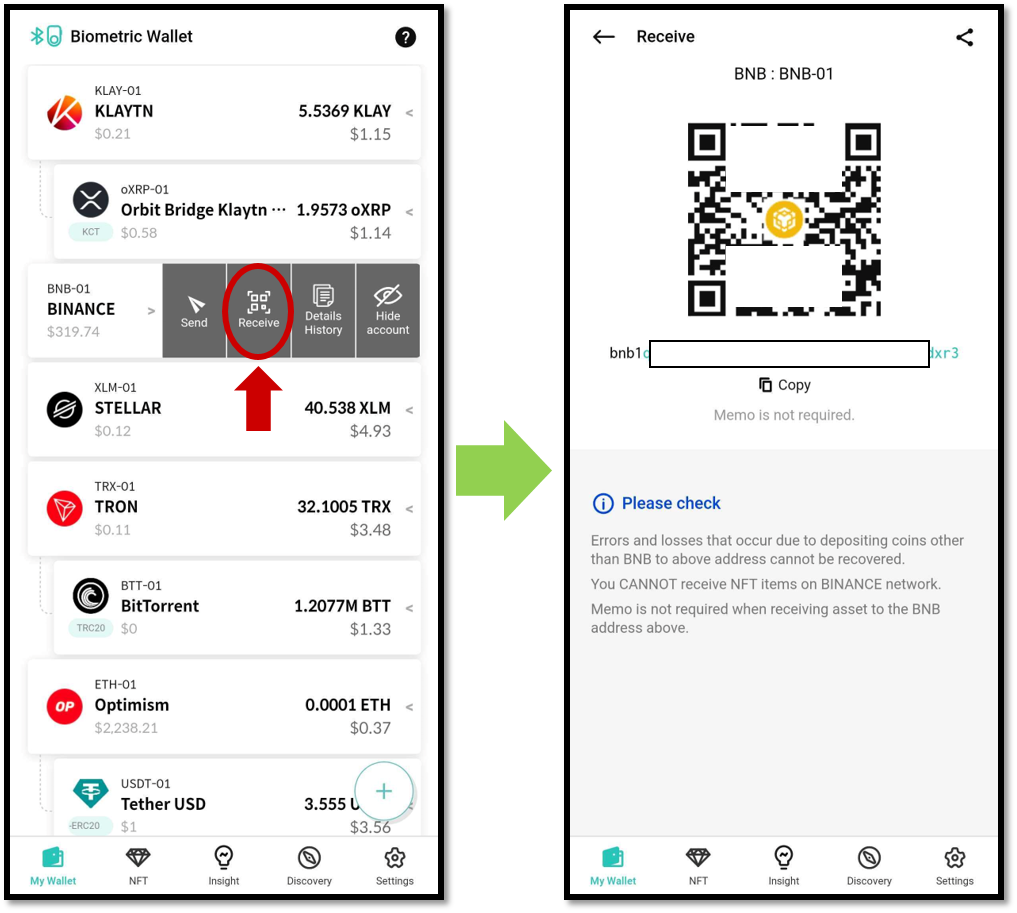 Biometric Wallet
?
KLAY-01
KLAYTN
5.5369 KLAY
<
$0.21
$1.15
oXRP-01
Orbit Bridge Klaytn ···
1.9573 oXRP
<
KCT
$0.58
$1.14
BNB-01
BINANCE
>
$319.74
Send
Receive
Details
History
Hide
account
XLM-01
STELLAR
40.538 XLM
<
$0.12
$4.93
TRX-01
TRON
32.1005 TRX
<
$0.11
$3.48
BTT-01
BitTorrent
1.2077M BTT
<
TRC20
$0
$1.33
ETH-01
OP
Optimism
0.0001 ETH
<
$2,238.21
$0.37
USDT-01
Tether USD
3.555 U
-ERC20
$1
$3.56
+
My Wallet
NFT
Insight
Discovery
Settings
Receive
BNB : BNB-01
bnb1
dxr3
Copy
Memo is not required.
Please check
Errors and losses that occur due to depositing coins other
than BNB to above address cannot be recovered.
You CANNOT receive NFT items on BINANCE network.
Memo is not required when receiving asset to the BNB
address above.
My Wallet
NFT
Insight
Discovery
Settings